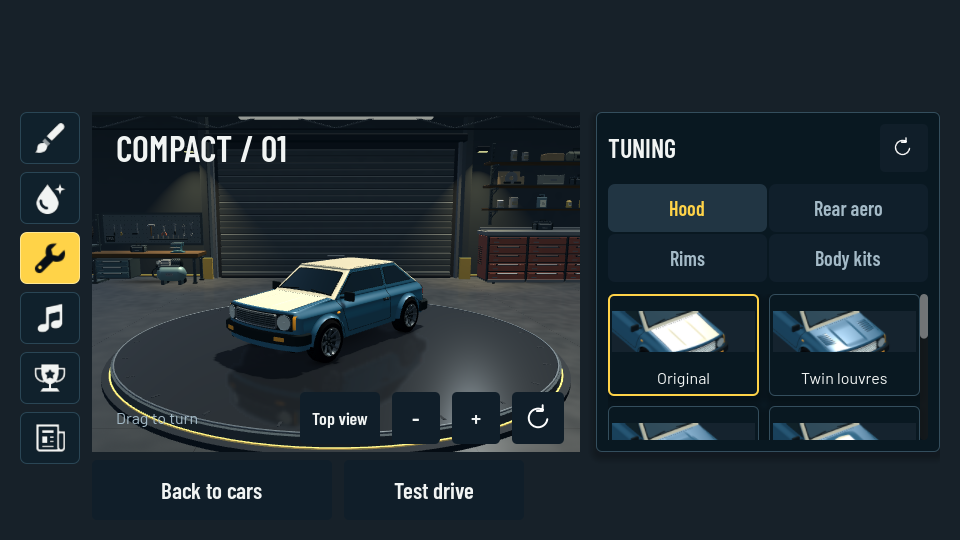 COMPACT / 01
TUNING
Hood
Rear aero
Rims
Body kits
Original
Twin louvres
Drag to turn
Top view
-
+
Back to cars
Test drive